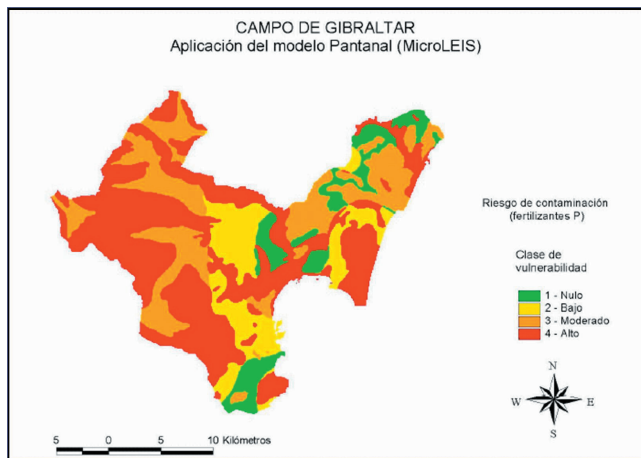 CAMPO DE GIBRALTAR
Aplicación del modelo Pantanal (MicroLEIS)
Riesgo de contaminación
(fertilizantes P)
Clase de
vulnerabilidad
1 - Nulo
2 - Bajo
3 - Moderado
4 - Alto
N
W E
S
5 0 5 10 Kilómetros